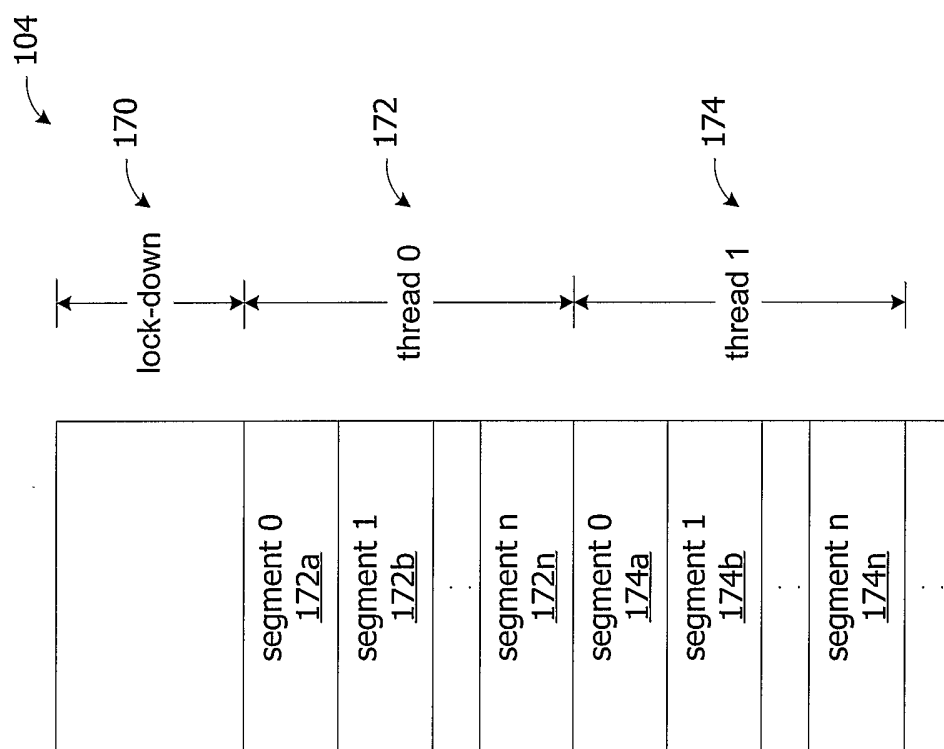 104
lock-down
170
thread 0
172
thread 1
174
segment 0
172a
segment 1
172b
. .
segment n
172n
segment 0
174a
segment 1
174b
. .
segment n
174n
. .